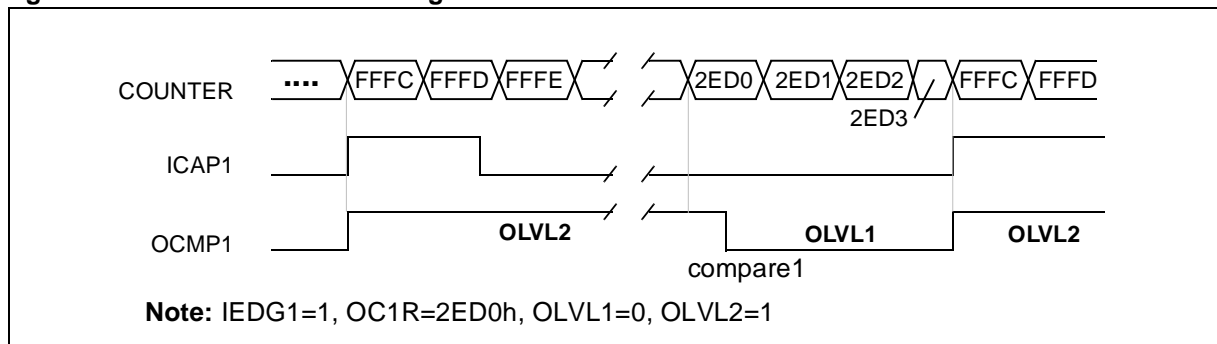 COUNTER .... FFFC FFFD FFFE 2ED0 2ED1 2ED2 FFFC FFFD
2ED3
ICAP1
OCMP1 OLVL2 OLVL1 OLVL2
compare1
Note: IEDG1=1, OC1R=2ED0h, OLVL1=0, OLVL2=1